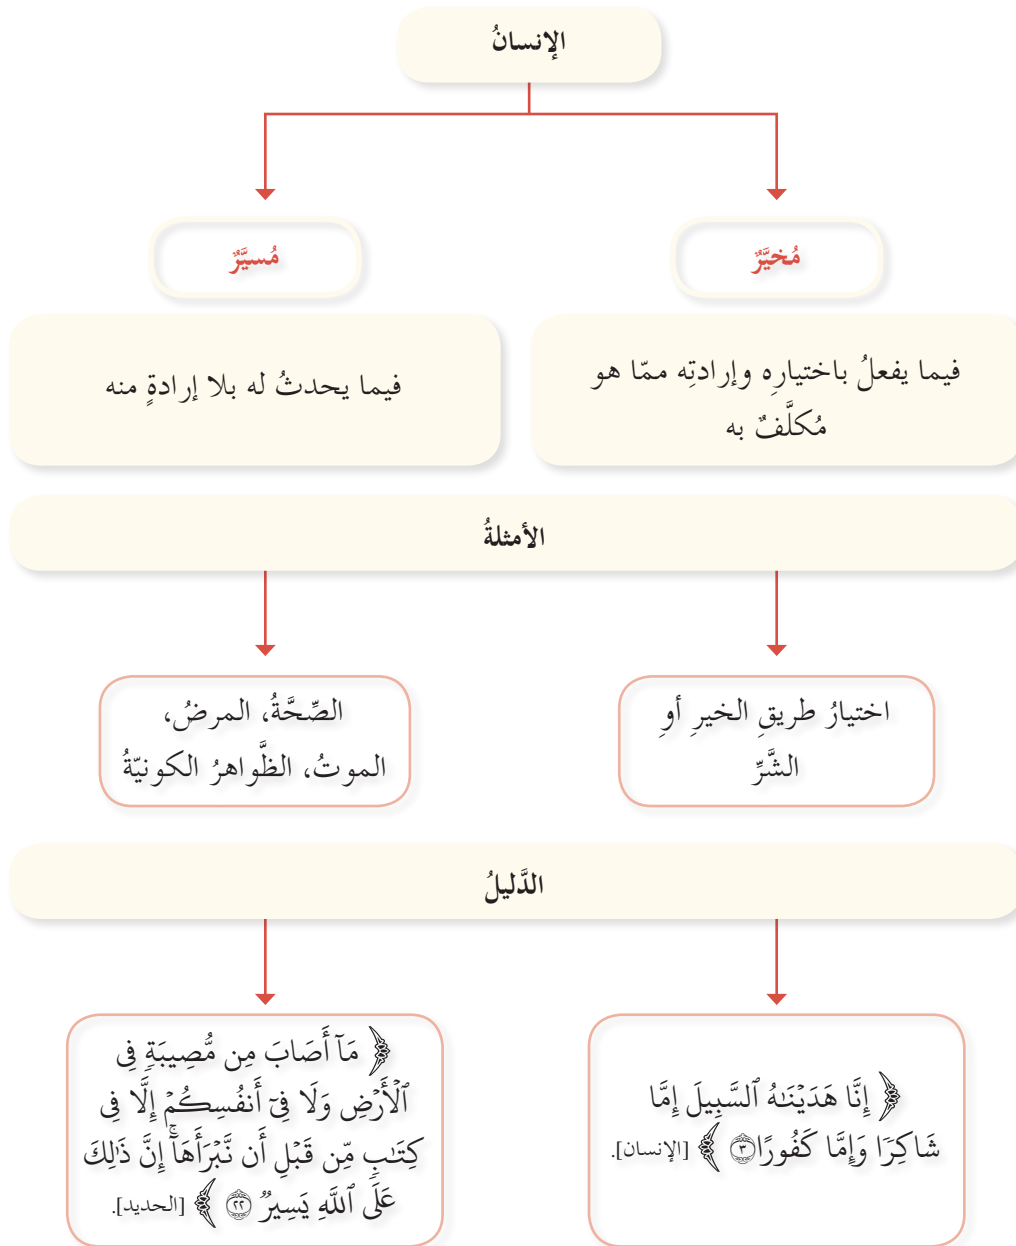 الإنسانُ
مُخيَّرٌ
مُسيَّرٌ
فيما يفعلُ باختيارِه وإرادتِه ممّا هو
مُكلَّفٌ به
فيما يحدثُ له بلا إرادةٍ منه
الأمثلةُ
اختيارُ طريقِ الخيرِ أوِ
الشَّرِّ
الصِّحَّةُ، المرضُ،
الموتُ، الظَّواهرُ الكونيّةُ
الدَّليلُ
﴿ إِنَّا هَدَيۡنَٰهُ ٱلسَّبِيلَ إِمَّا
شَاكِرٗا وَإِمَّا كَفُورًا ٣ ﴾ [الإنسان].
﴿ مَآ أَصَابَ مِن مُّصِيبَةٖ فِي
ٱلۡأَرۡضِ وَلَا فِيٓ أَنفُسِكُمۡ إِلَّا فِي
كِتَٰبٖ مِّن قَبۡلِ أَن نَّبۡرَأَهَآۚ إِنَّ ذَٰلِكَ
عَلَى ٱللَّهِ يَسِيرٞ ٢٢ ﴾ [الحديد].